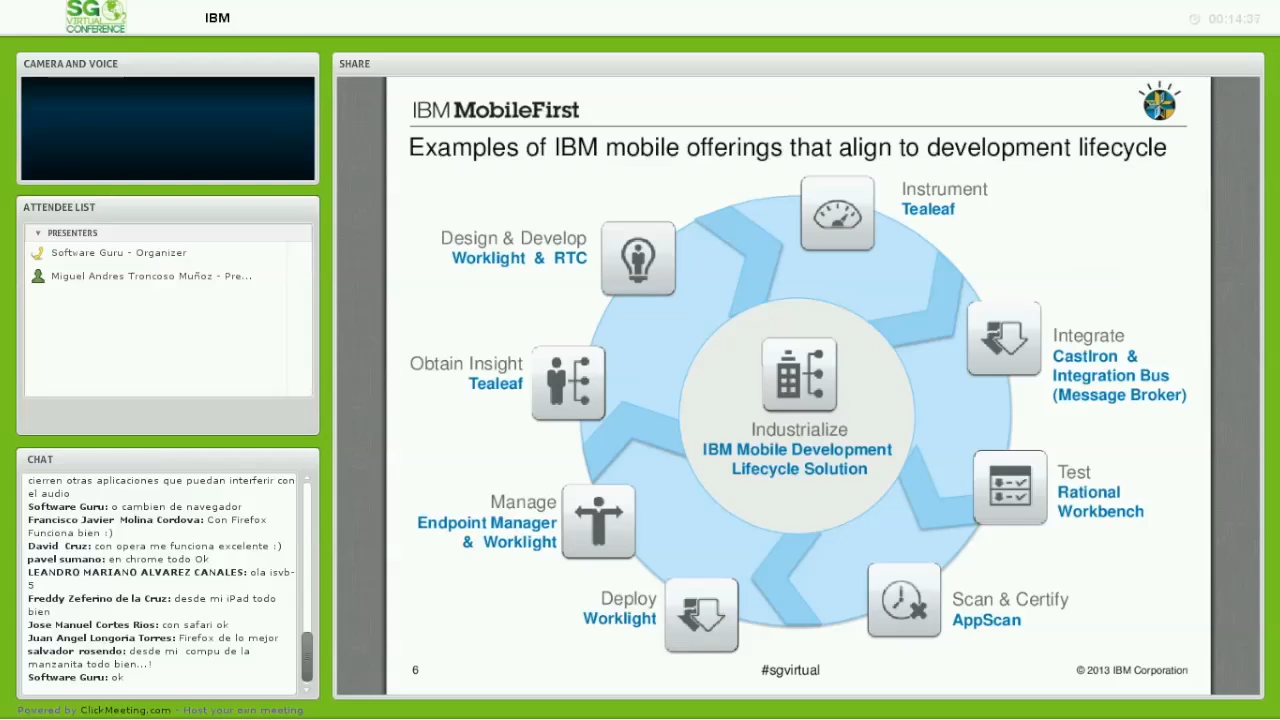 SG
VIRTUAL
CONFERENCE
IBM
00:14:37
CAMERA AND VOICE
ATTENDEE LIST
PRESENTERS
Software Guru - Organizer
Miguel Andres Troncoso Muñoz - Pre...
CHAT
cierren otras aplicaciones que puedan interferir con
el audio
Software Guru: o cambien de navegador
Francisco Javier Molina Cordova: Con Firefox
Funciona bien :)
David Cruz: con opera me funciona excelente :)
pavel sumano: en chrome todo Ok
LEANDRO MARIANO ALVAREZ CANALES: ola isvb-
5
Freddy Zeferino de la Cruz: desde mi iPad todo
bien
Jose Manuel Cortes Rios: con safari ok
Juan Angel Longoria Torres: Firefox de lo mejor
salvador rosendo: desde mi compu de la
manzanita todo bien...!
Software Guru: ok
Powered by ClickMeeting.com - Host your own meeting
SHARE
IBM MobileFirst
Examples of IBM mobile offerings that align to development lifecycle
Instrument
Tealeaf
Design & Develop
Worklight & RTC
Integrate
CastIron &
Integration Bus
(Message Broker)
Obtain Insight
Tealeaf
Industrialize
IBM Mobile Development
Lifecycle Solution
Test
Rational
Workbench
Manage
Endpoint Manager
& Worklight
Deploy
Worklight
Scan & Certify
AppScan
6
#sgvirtual
© 2013 IBM Corporation